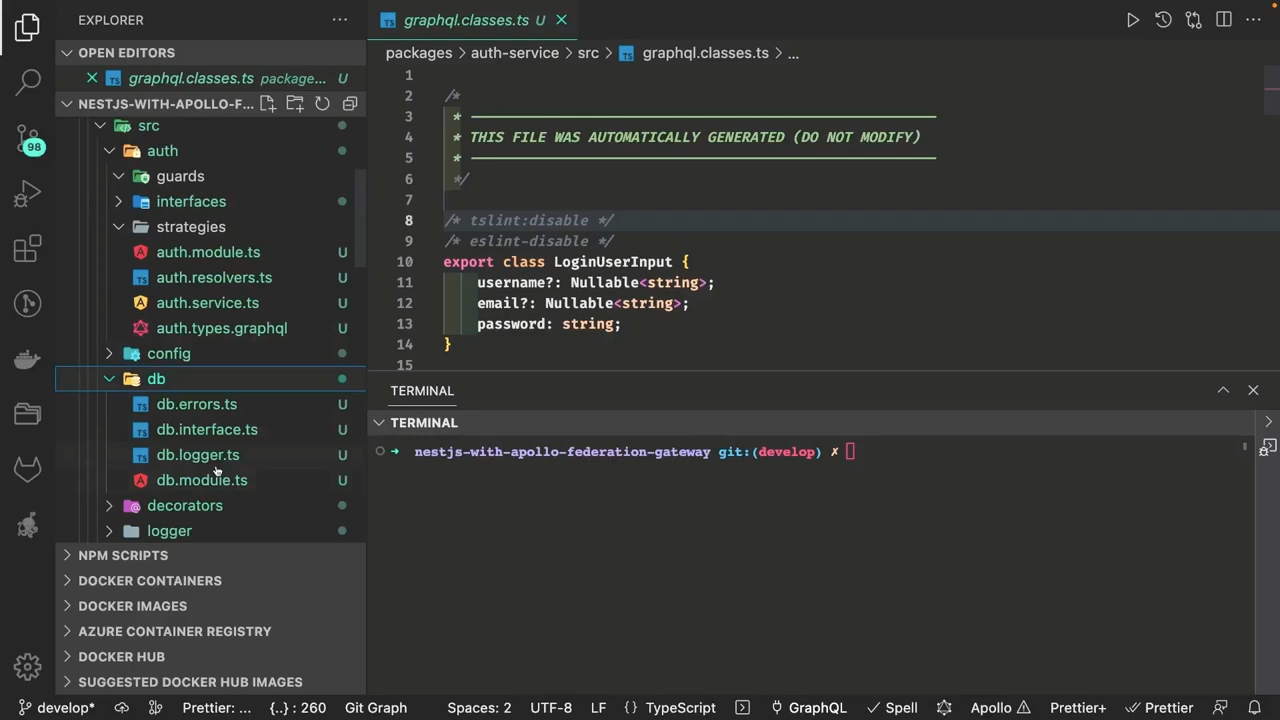 EXPLORER
OPEN EDITORS
graphql.classes.ts package... U
NESTJS-WITH-APOLLO-F...
src
auth
guards
interfaces
strategies
auth.module.ts U
auth.resolvers.ts U
auth.service.ts U
auth.types.graphql U
config
db
db.errors.ts U
db.interface.ts U
db.logger.ts U
db.module.ts U
decorators
logger
NPM SCRIPTS
DOCKER CONTAINERS
DOCKER IMAGES
AZURE CONTAINER REGISTRY
DOCKER HUB
SUGGESTED DOCKER HUB IMAGES
98
TS graphql.classes.ts U
packages > auth-service > src > TS graphql.classes.ts > ...
1
2 /*
3 * ————————————————————————
4 * THIS FILE WAS AUTOMATICALLY GENERATED (DO NOT MODIFY)
5 * ————————————————————————
6 */
7
8 /* tslint:disable */
9 /* eslint-disable */
10 export class LoginUserInput {
11 username?: Nullable<string>;
12 email?: Nullable<string>;
13 password: string;
14 }
15
TERMINAL
TERMINAL
➜ nestjs-with-apollo-federation-gateway git:(develop) ✗
develop* Prettier: ... {..} : 260 Git Graph Spaces: 2 UTF-8 LF {} TypeScript GraphQL Spell Apollo Prettier+ Prettier